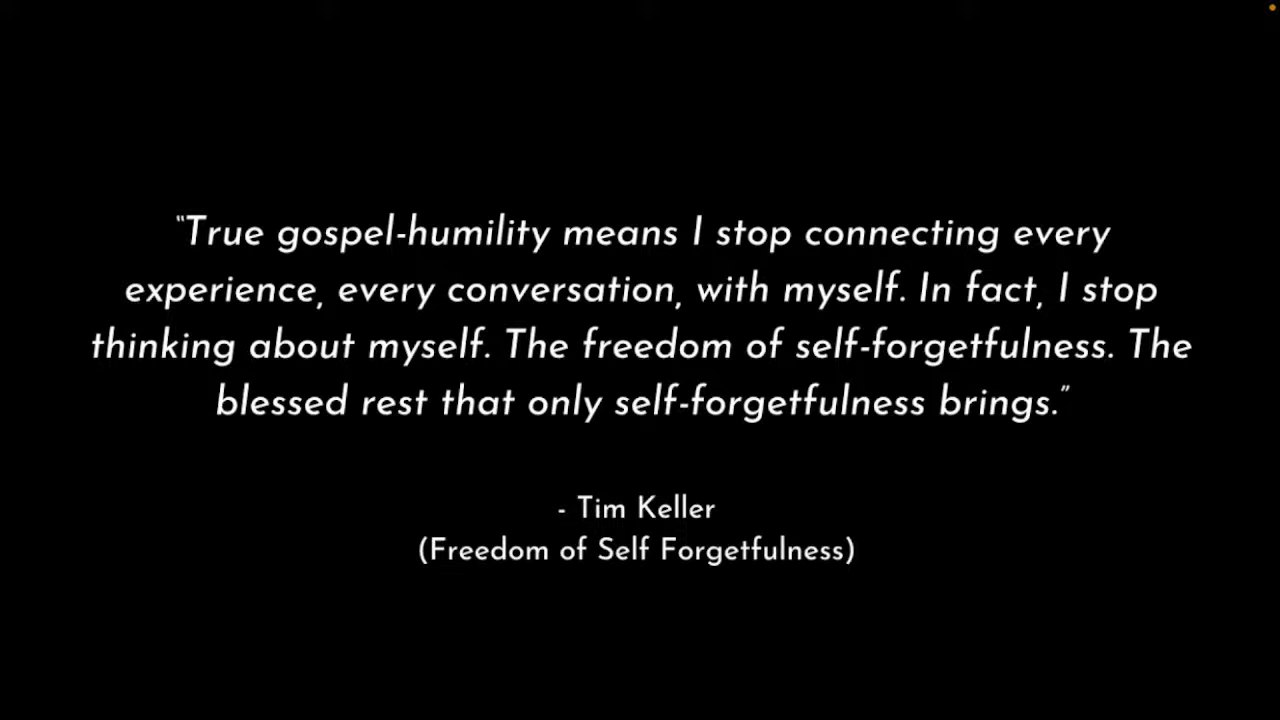 “True gospel-humility means I stop connecting every
experience, every conversation, with myself. In fact, I stop
thinking about myself. The freedom of self-forgetfulness. The
blessed rest that only self-forgetfulness brings.”
- Tim Keller
(Freedom of Self Forgetfulness)